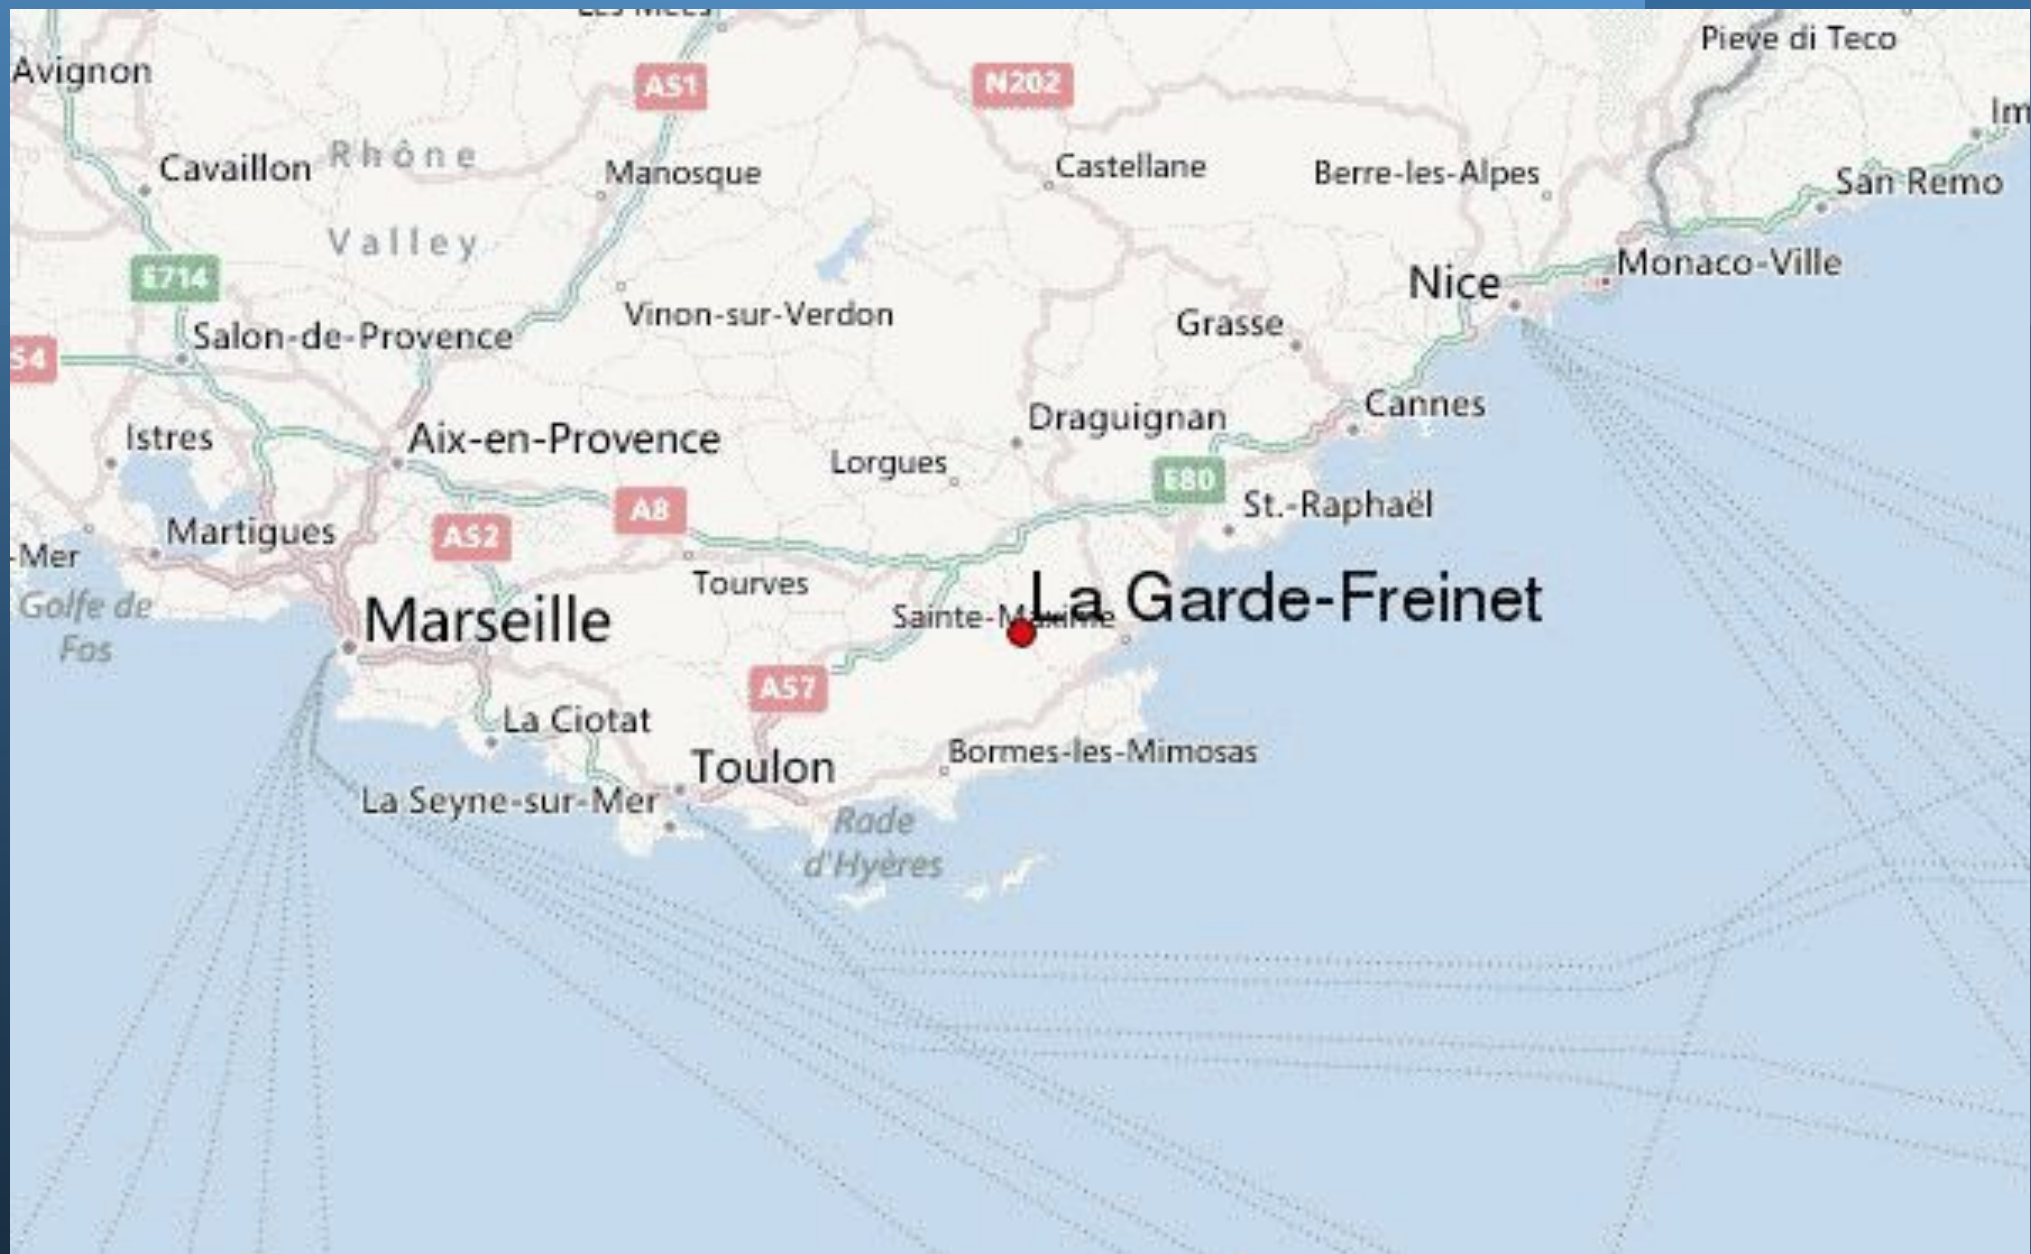 Pieve di Teco
Avignon
A51
N202
Cavaillon
Rhône
Valley
Manosque
Castellane
Berre-les-Alpes
San Remo
E714
Vinon-sur-Verdon
Nice
Monaco-Ville
Salon-de-Provence
Grasse
Istres
Aix-en-Provence
Draguignan
Cannes
Lorgues
E80
A8
A52
St.-Raphaël
Martigues
-Mer
Golfe de
Fos
Tourves
Marseille
Sainte-Maxime
La Garde-Freinet
A57
La Ciotat
Toulon
Bormes-les-Mimosas
La Seyne-sur-Mer
Rade
d'Hyères